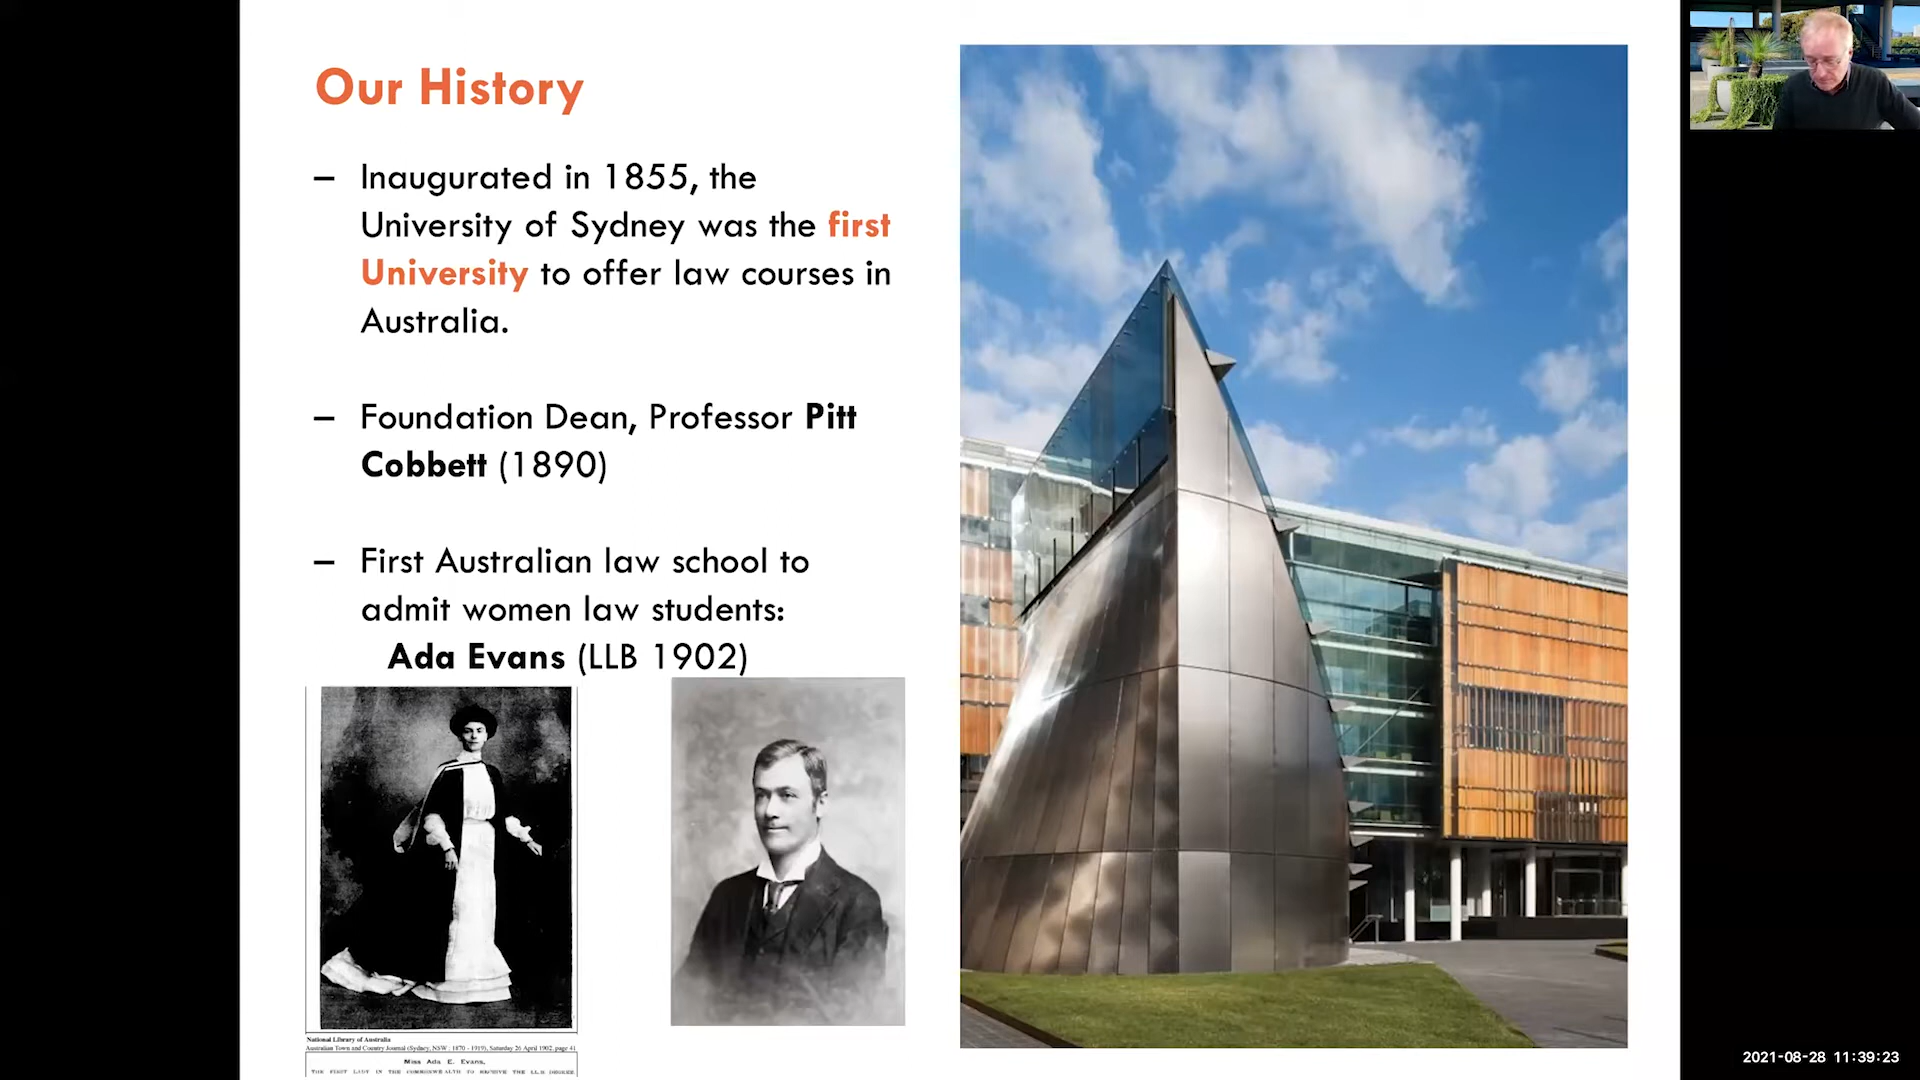 Our History
– Inaugurated in 1855, the
University of Sydney was the first
University to offer law courses in
Australia.
– Foundation Dean, Professor Pitt
Cobbett (1890)
– First Australian law school to
admit women law students:
Ada Evans (LLB 1902)
National Library of Australia
Australian Town and Country Journal (Sydney, NSW : 1870 - 1919), Saturday 26 April 1902, page 41
Miss Ada E. Evans,
THE FIRST LADY IN THE COMMONWEALTH TO RECEIVE THE LL.B. DEGREE
2021-08-28 11:39:23